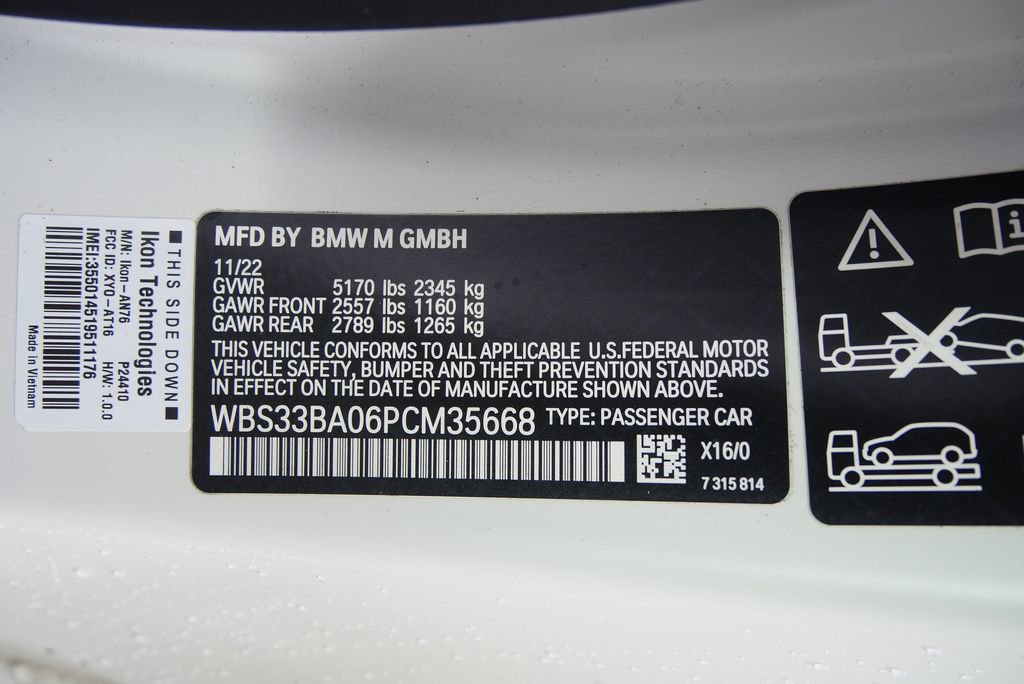 ■ THIS SIDE DOWN ■
Ikon Technologies
M/N: Ikon-AN76 P24410
FCC ID: XYO-AT16 H/W: 1.0.0
IMEI:355014519511176
Made in Vietnam
MFD BY BMW M GMBH
11/22
GVWR 5170 lbs 2345 kg
GAWR FRONT 2557 lbs 1160 kg
GAWR REAR 2789 lbs 1265 kg
THIS VEHICLE CONFORMS TO ALL APPLICABLE U.S.FEDERAL MOTOR
VEHICLE SAFETY, BUMPER AND THEFT PREVENTION STANDARDS
IN EFFECT ON THE DATE OF MANUFACTURE SHOWN ABOVE.
WBS33BA06PCM35668 TYPE: PASSENGER CAR
X16/0
7 315 814